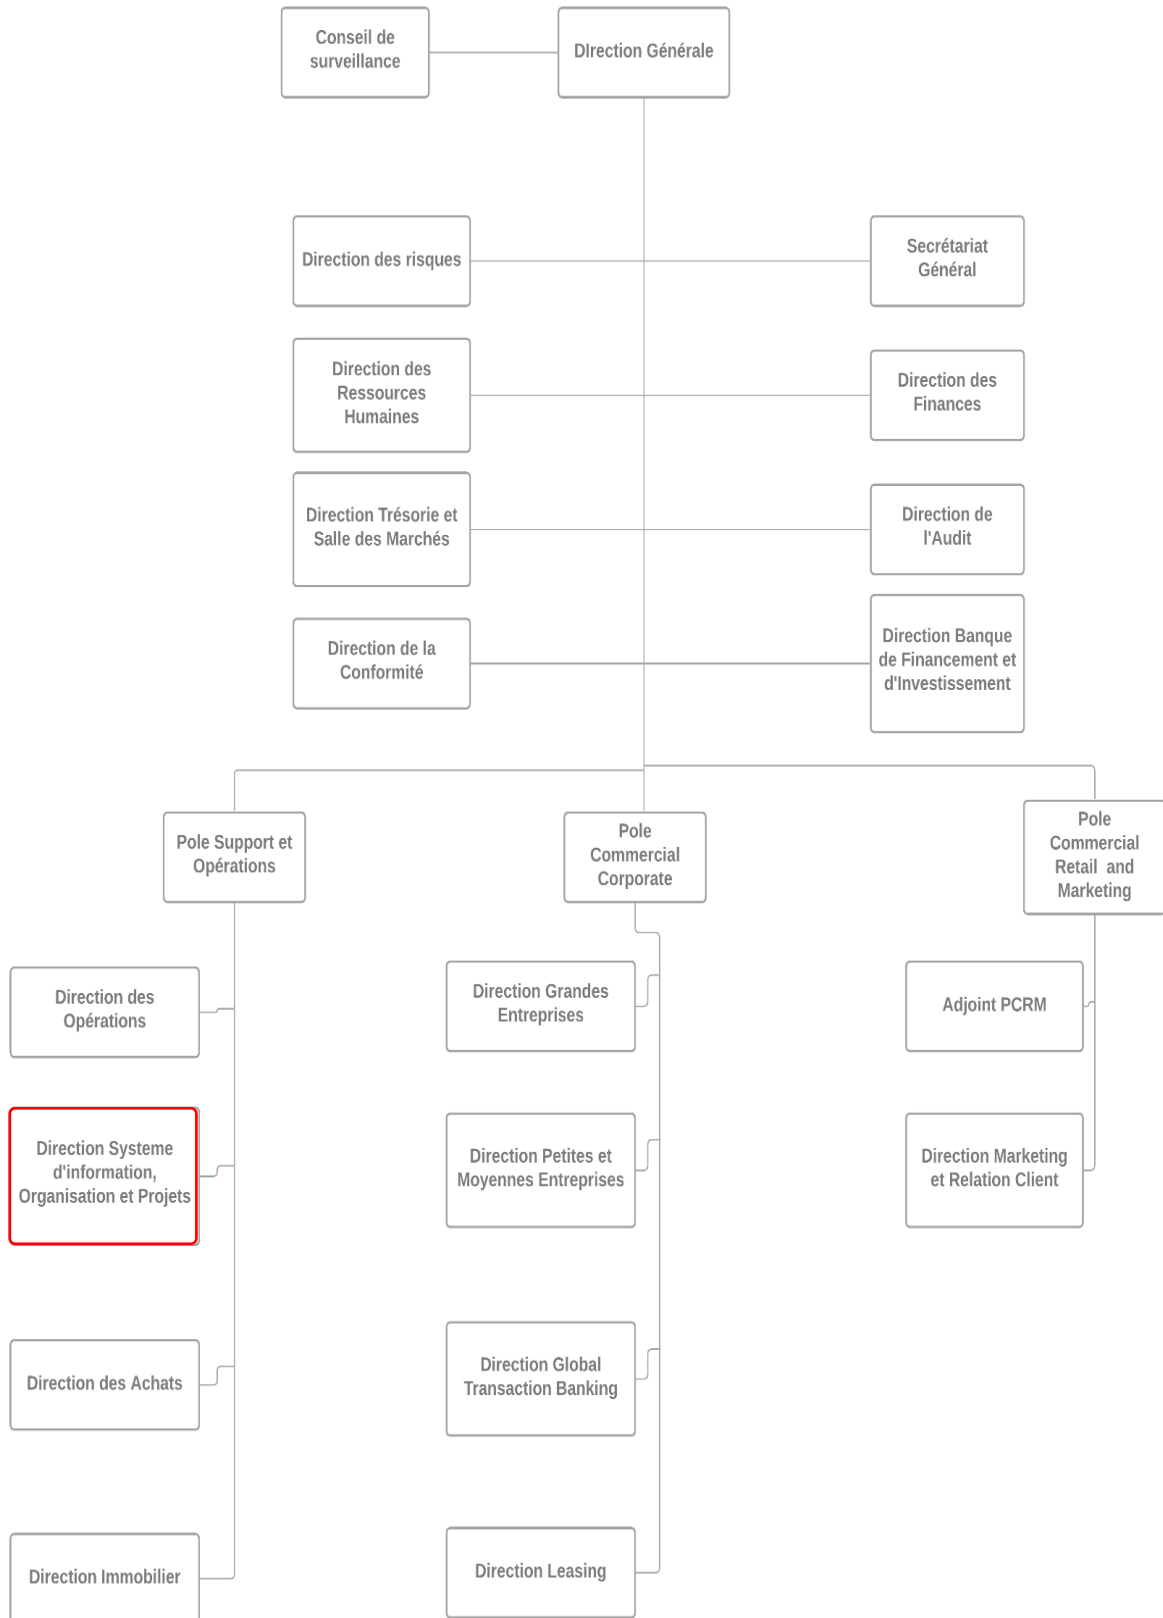 Conseil de
surveillance
DIrection Générale
Direction des risques
Secrétariat
Général
Direction des
Ressources
Humaines
Direction des
Finances
Direction Trésorie et
Salle des Marchés
Direction de
l'Audit
Direction de la
Conformité
Direction Banque
de Financement et
d'Investissement
Pole Support et
Opérations
Pole
Commercial
Corporate
Pole
Commercial
Retail and
Marketing
Direction des
Opérations
Direction Grandes
Entreprises
Adjoint PCRM
Direction Systeme
d'information,
Organisation et Projets
Direction Petites et
Moyennes Entreprises
Direction Marketing
et Relation Client
Direction des Achats
Direction Global
Transaction Banking
Direction Immobilier
Direction Leasing